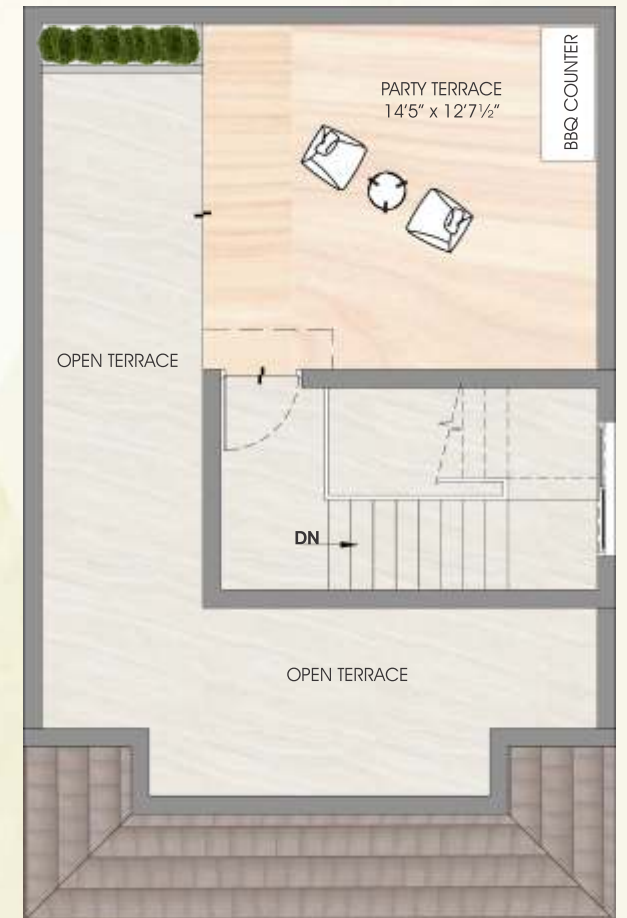 PARTY TERRACE
14'5" x 12'7½"
BBQ COUNTER
OPEN TERRACE
DN
OPEN TERRACE